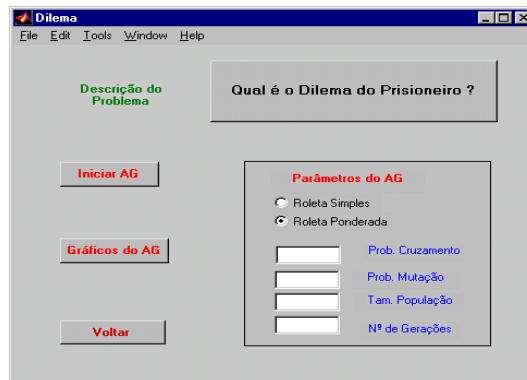 Dilema
File Edit Tools Window Help
Descrição do
Problema
Qual é o Dilema do Prisioneiro ?
Iniciar AG
Gráficos do AG
Voltar
Parâmetros do AG
Roleta Simples
Roleta Ponderada
Prob. Cruzamento
Prob. Mutação
Tam. População
Nº de Gerações